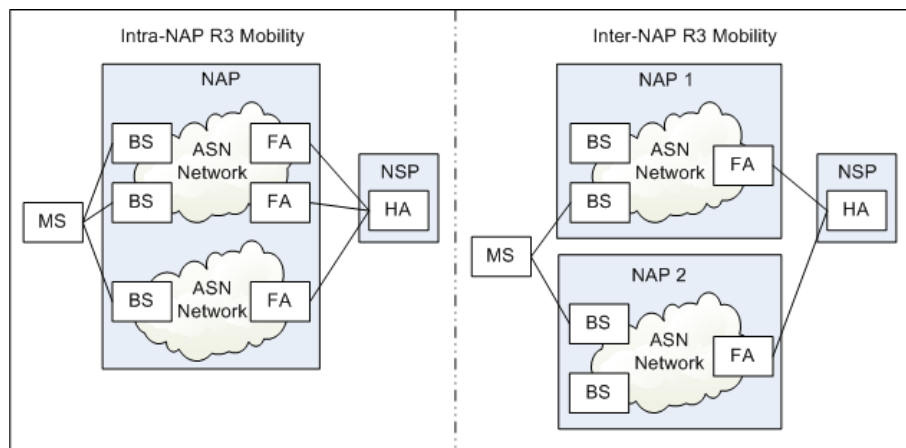 Intra-NAP R3 Mobility
NAP
BS
ASN
Network
FA
BS
FA
MS
NSP
HA
BS
ASN
Network
FA
Inter-NAP R3 Mobility
NAP 1
BS
ASN
Network
FA
BS
NSP
HA
MS
NAP 2
BS
ASN
Network
FA
BS